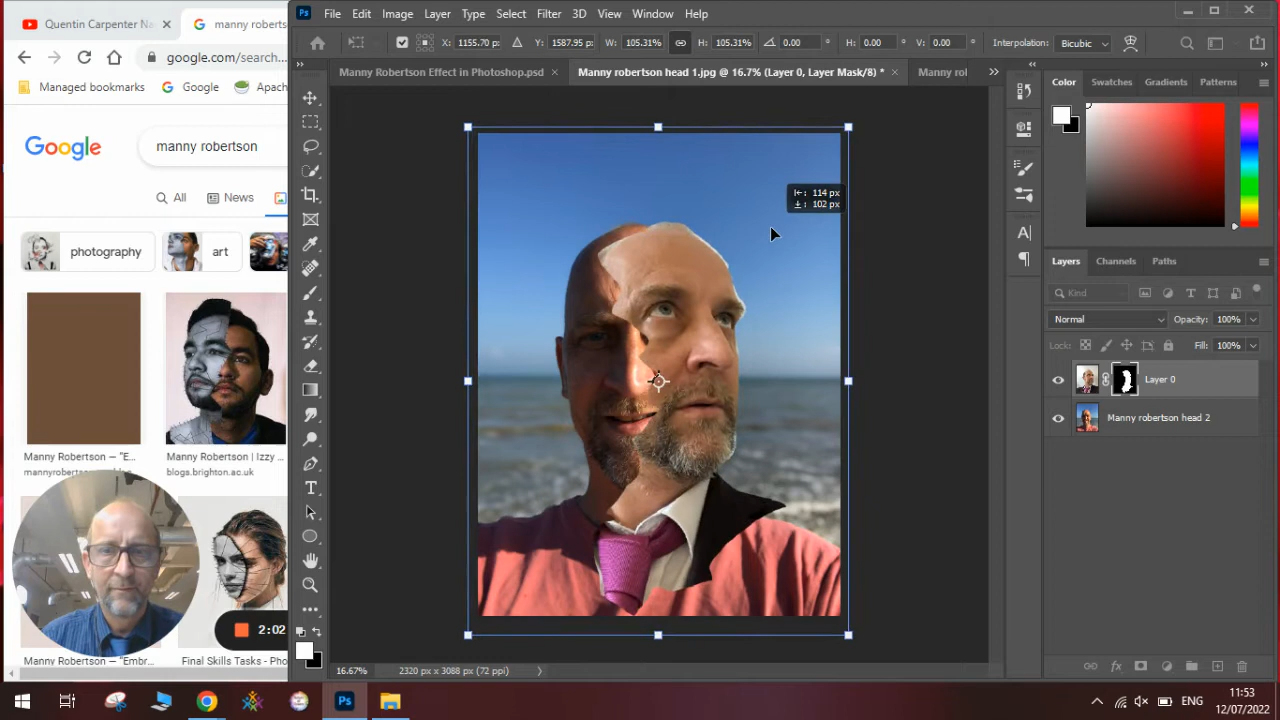 Quentin Carpenter Na
manny roberts
google.com/search...
Managed bookmarks
Google
Apach
Google
manny robertson
All
News
photography
art
Manny Robertson – "E...
mannyrobertso
Manny Robertson | Izzy ...
blogs.brighton.ac.uk
Manny Robertson – "Embr...
Final Skills Tasks - Pho
2:02
Ps
File
Edit
Image
Layer
Type
Select
Filter
3D
View
Window
Help
X: 1155.70 p:
Y: 1587.95 p:
W: 105.31%
H: 105.31%
0.00
H: 0.00
V: 0.00
Interpolation:
Bicubic
Manny Robertson Effect in Photoshop.psd
Manny robertson head 1.jpg @ 16.7% (Layer 0, Layer Mask/8) *
Manny rol
114 px
102 px
16.67%
2320 px x 3088 px (72 ppi)
Color
Swatches
Gradients
Patterns
Layers
Channels
Paths
Kind
Normal
Opacity: 100%
Lock:
Fill: 100%
Layer 0
Manny robertson head 2
Ps
ENG
11:53
12/07/2022